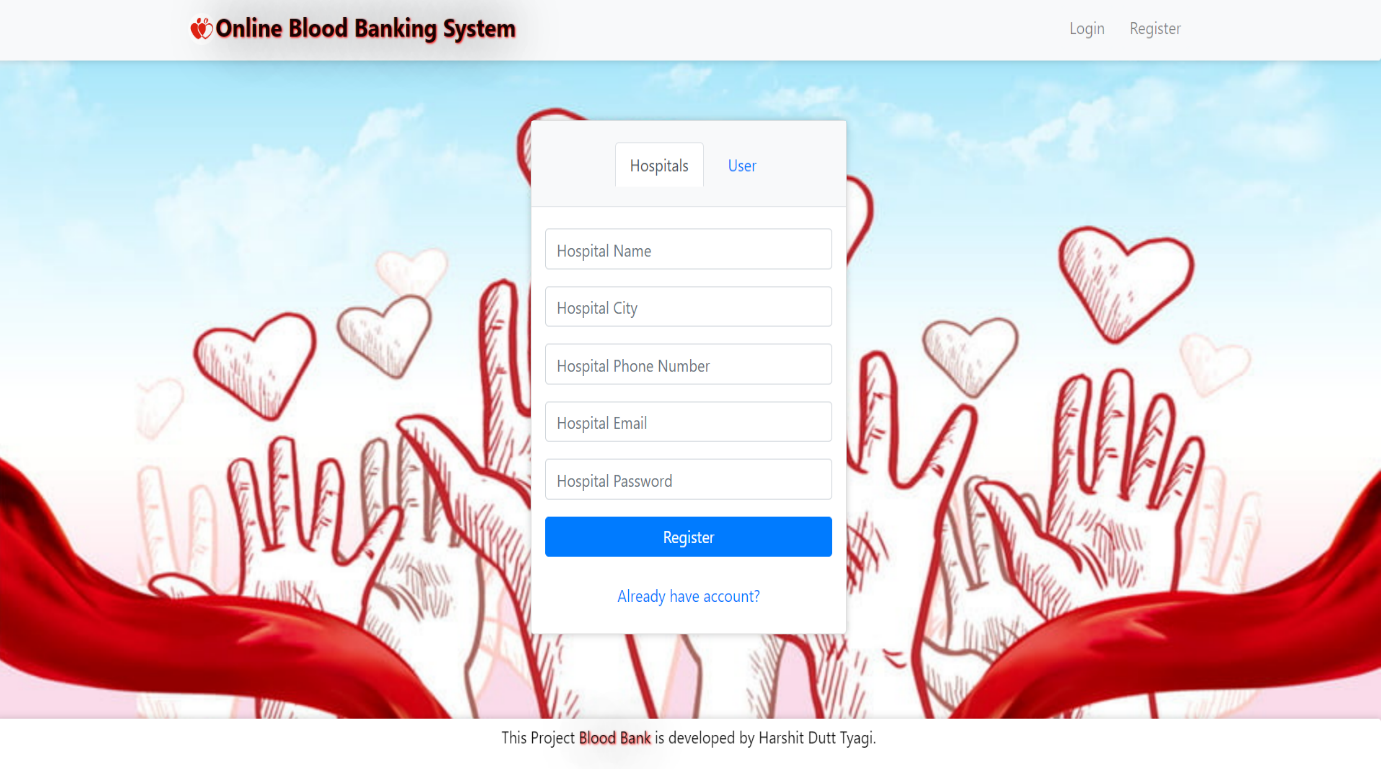 Online Blood Banking System
Login Register
Hospitals User
Hospital Name
Hospital City
Hospital Phone Number
Hospital Email
Hospital Password
Register
Already have account?
This Project Blood Bank is developed by Harshit Dutt Tyagi.